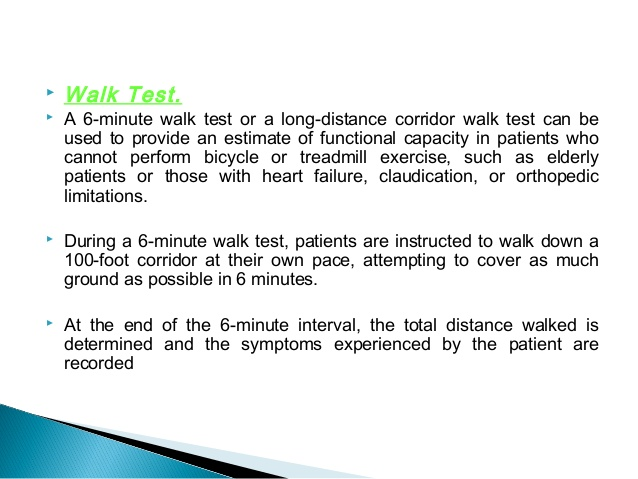 Walk Test.
A 6-minute walk test or a long-distance corridor walk test can be
used to provide an estimate of functional capacity in patients who
cannot perform bicycle or treadmill exercise, such as elderly
patients or those with heart failure, claudication, or orthopedic
limitations.
During a 6-minute walk test, patients are instructed to walk down a
100-foot corridor at their own pace, attempting to cover as much
ground as possible in 6 minutes.
At the end of the 6-minute interval, the total distance walked is
determined and the symptoms experienced by the patient are
recorded